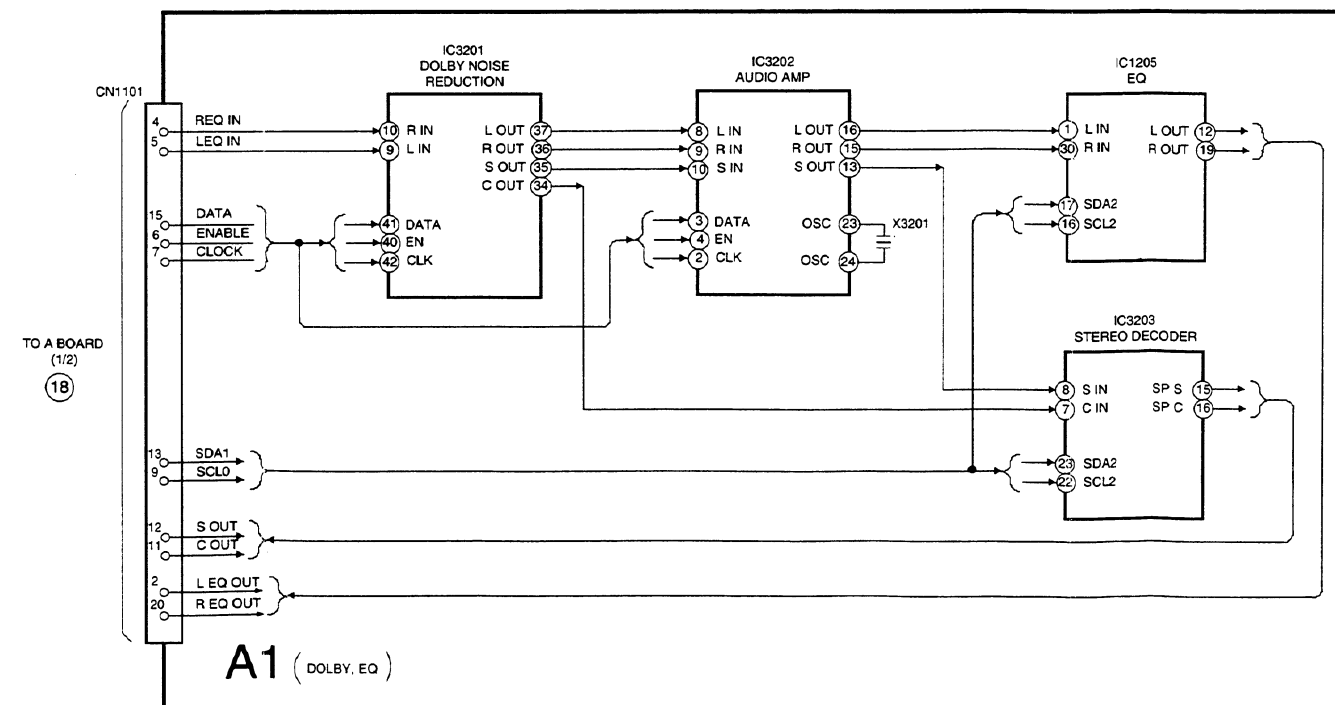 CN1101
4 REQ IN
5 LEQ IN
15 DATA
6 ENABLE
7 CLOCK
TO A BOARD
(1/2)
18
13 SDA1
9 SCL0
12 S OUT
11 C OUT
2 L EQ OUT
20 R EQ OUT
IC3201
DOLBY NOISE
REDUCTION
10 R IN
9 L IN
41 DATA
40 EN
42 CLK
L OUT 37
R OUT 36
S OUT 35
C OUT 34
IC3202
AUDIO AMP
8 L IN
9 R IN
10 S IN
3 DATA
4 EN
2 CLK
L OUT 16
R OUT 15
S OUT 13
OSC 23
X3201
OSC 24
IC1205
EQ
1 L IN
30 R IN
17 SDA2
16 SCL2
L OUT 12
R OUT 19
IC3203
STEREO DECODER
8 S IN
7 C IN
23 SDA2
22 SCL2
SP S 15
SP C 16
A1 (DOLBY, EQ)